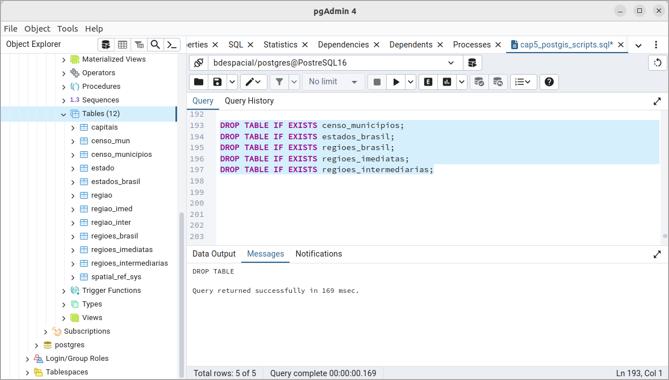 pgAdmin 4
File Object Tools Help
Object Explorer
erties SQL Statistics Dependencies Dependents Processes cap5_postgis_scripts.sql*
Materialized Views
Operators
Procedures
1.3 Sequences
Tables (12)
capitais
censo_mun
censo_municipios
estado
estados_brasil
regiao
regiao_imed
regiao_inter
regioes_brasil
regioes_imediatas
regioes_intermediarias
spatial_ref_sys
Trigger Functions
Types
Views
Subscriptions
postgres
Login/Group Roles
Tablespaces
bdespacial/postgres@PostreSQL16
No limit
Query Query History
192
193 DROP TABLE IF EXISTS censo_municipios;
194 DROP TABLE IF EXISTS estados_brasil;
195 DROP TABLE IF EXISTS regioes_brasil;
196 DROP TABLE IF EXISTS regioes_imediatas;
197 DROP TABLE IF EXISTS regioes_intermediarias;
198
199
200
201
202
203
Data Output Messages Notifications
DROP TABLE
Query returned successfully in 169 msec.
Total rows: 5 of 5 Query complete 00:00:00.169 Ln 193, Col 1